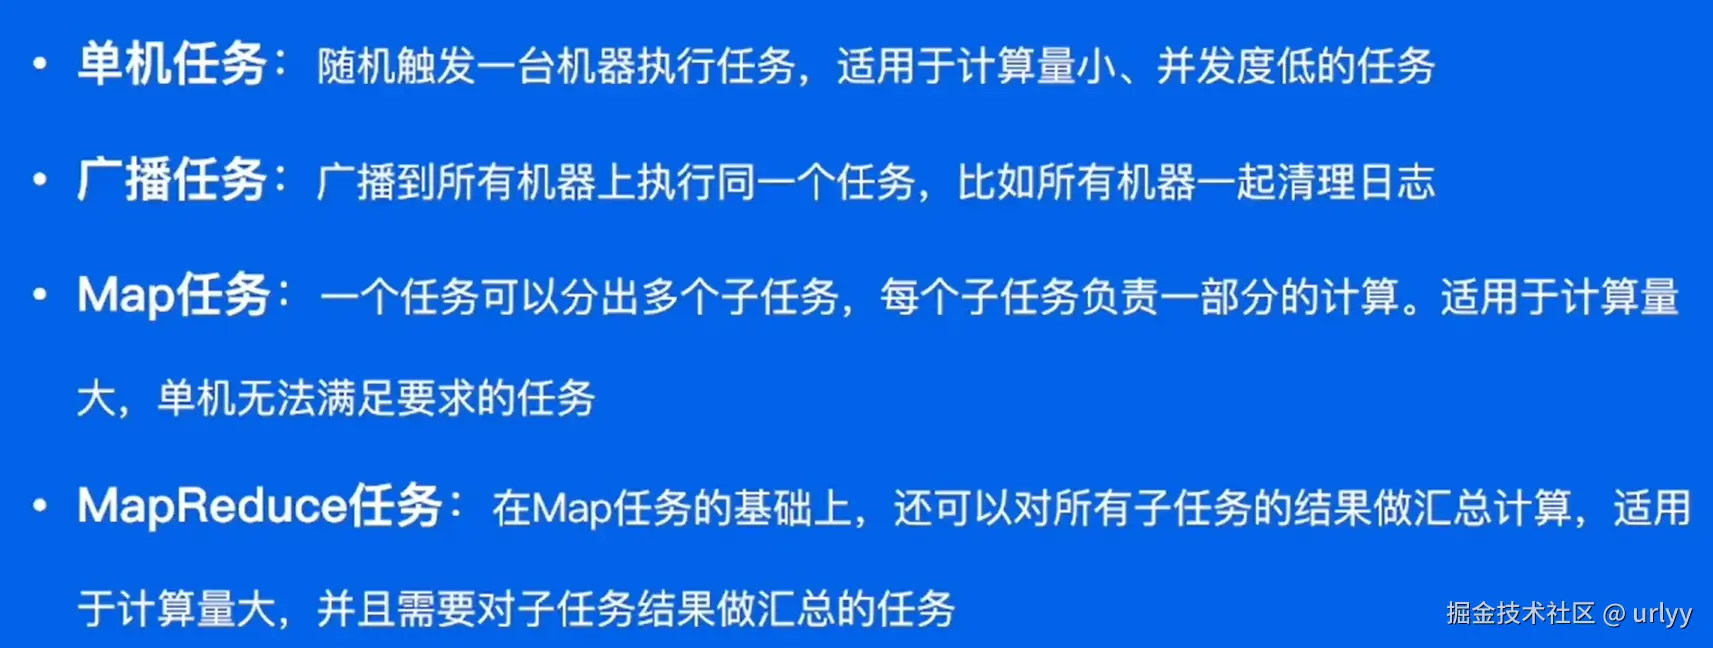 • 单机任务：随机触发一台机器执行任务，适用于计算量小、并发度低的任务
• 广播任务：广播到所有机器上执行同一个任务，比如所有机器一起清理日志
• Map任务：一个任务可以分出多个子任务，每个子任务负责一部分的计算。适用于计算量
大，单机无法满足要求的任务
• MapReduce任务：在Map任务的基础上，还可以对所有子任务的结果做汇总计算，适用
于计算量大，并且需要对子任务结果做汇总的任务
掘金技术社区 @ urlyy